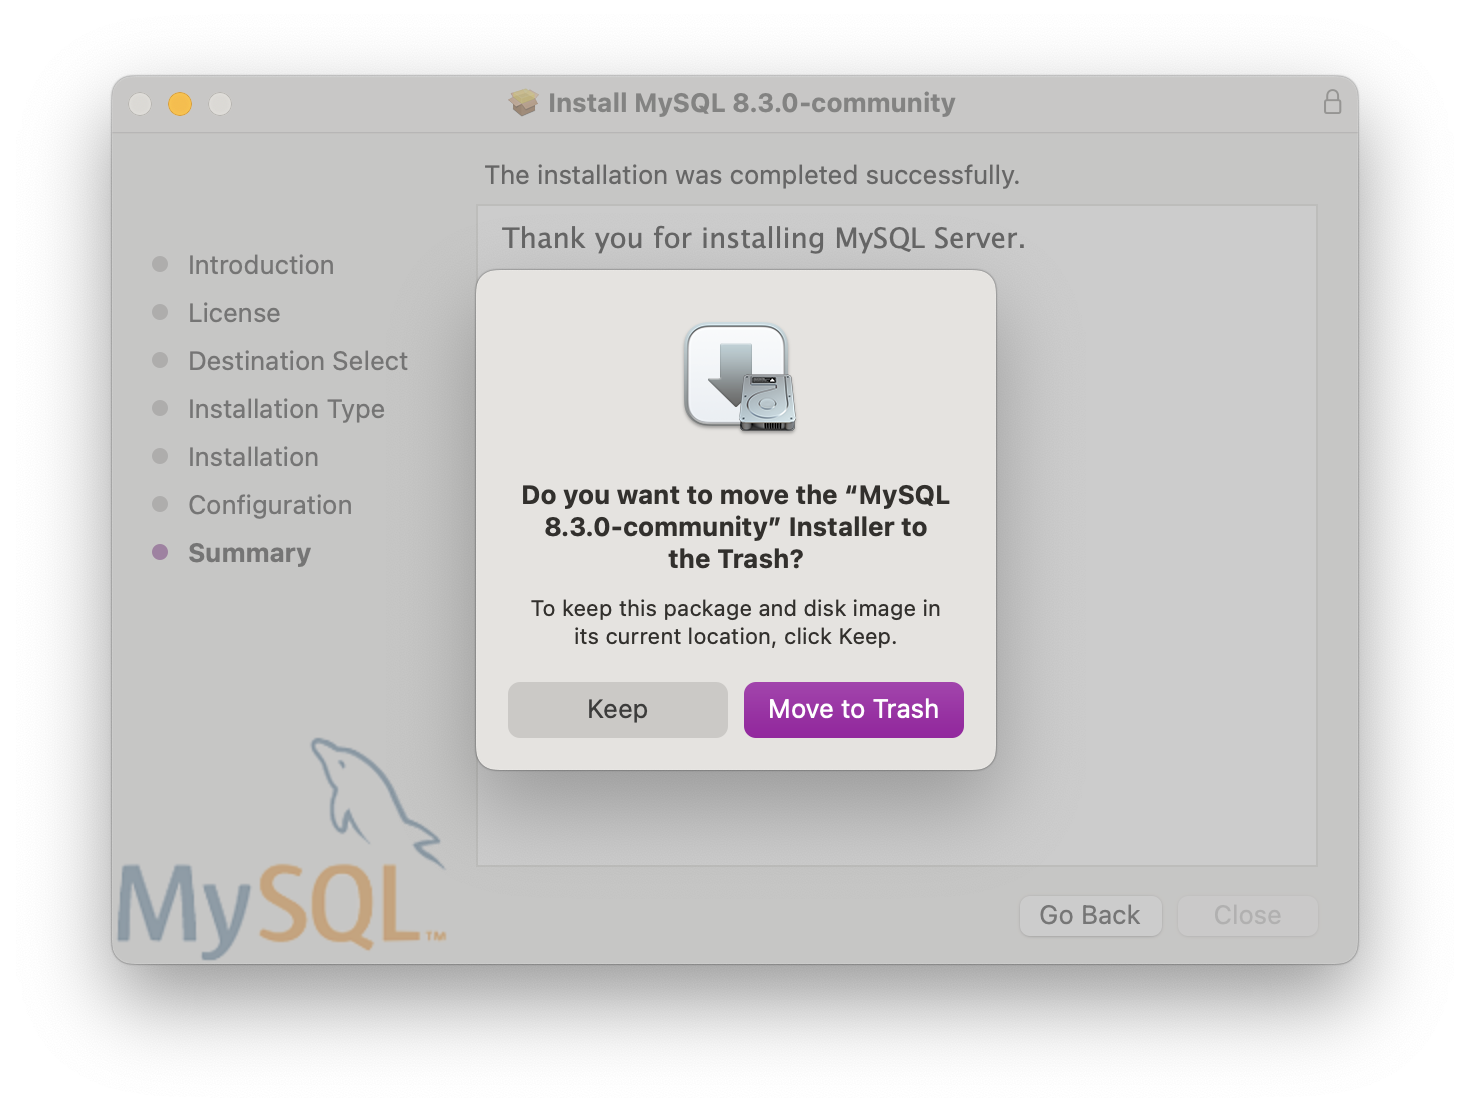 Install MySQL 8.3.0-community
The installation was completed successfully.
Thank you for installing MySQL Server.
Introduction
License
Destination Select
Installation Type
Installation
Configuration
Summary
Do you want to move the “MySQL
8.3.0-community” Installer to
the Trash?
To keep this package and disk image in
its current location, click Keep.
Keep
Move to Trash
MySQL™
Go Back
Close